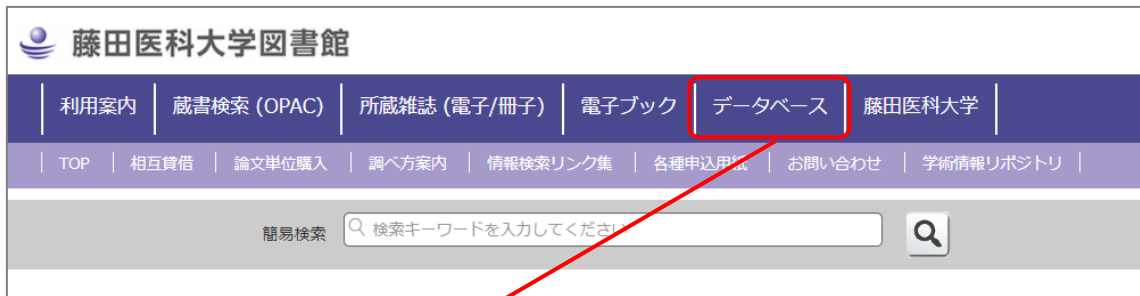 藤田医科大学図書館
利用案内 蔵書検索 (OPAC) 所蔵雑誌 (電子/冊子) 電子ブック データベース 藤田医科大学
TOP 相互貸借 論文単位購入 調べ方案内 情報検索リンク集 各種申込用紙 お問い合わせ 学術情報リポジトリ
簡易検索 検索キーワードを入力してください